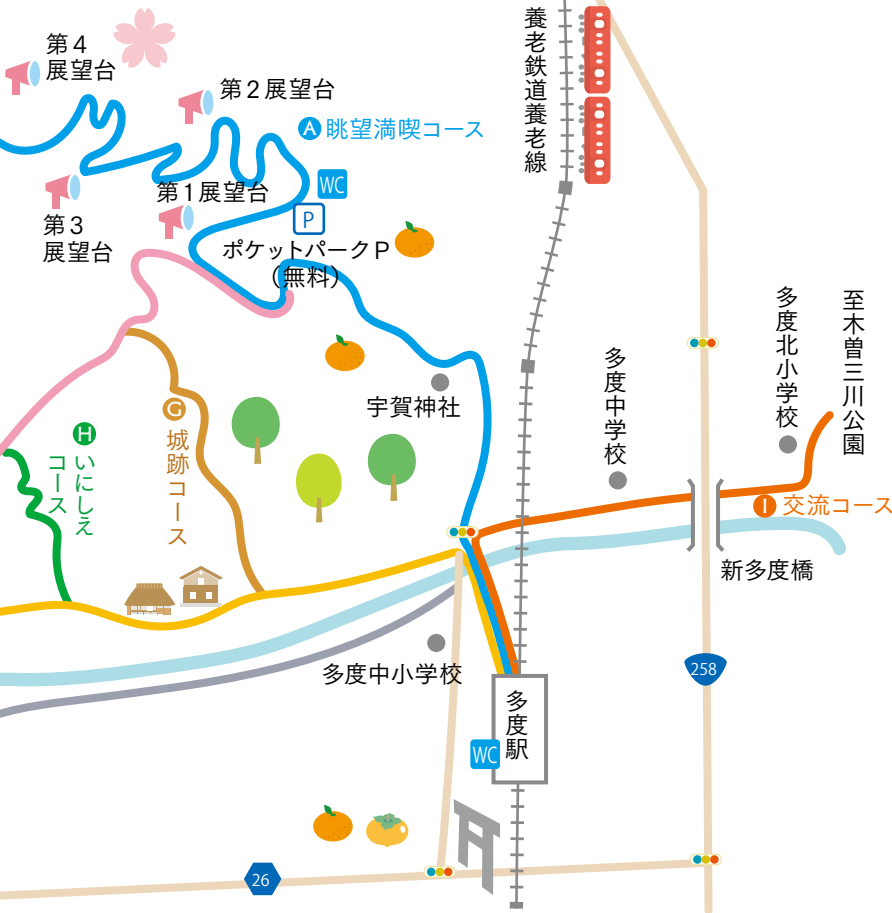 第4
展望台
第2展望台
A 眺望満喫コース
養老鉄道養老線
第3
展望台
第1展望台
WC
P
ポケットパークP
(無料)
宇賀神社
H いにしえ
コース
G 城跡コース
多度中学校
多度北小学校
至木曽三川公園
I 交流コース
新多度橋
多度中小学校
258
多度駅
WC
26